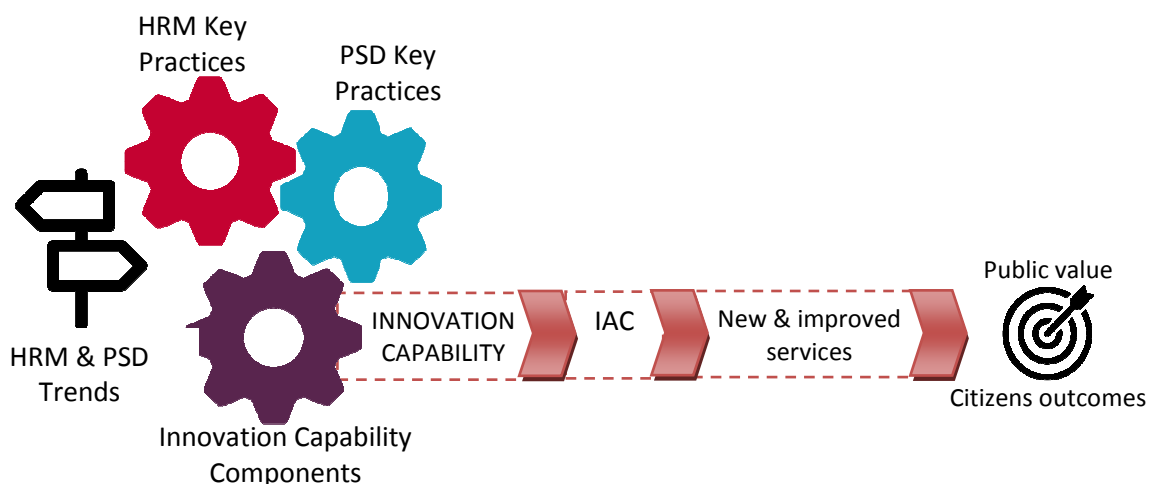 HRM Key
Practices
PSD Key
Practices
HRM & PSD
Trends
Innovation Capability
Components
INNOVATION
CAPABILITY
IAC
New & improved
services
Public value
Citizens outcomes